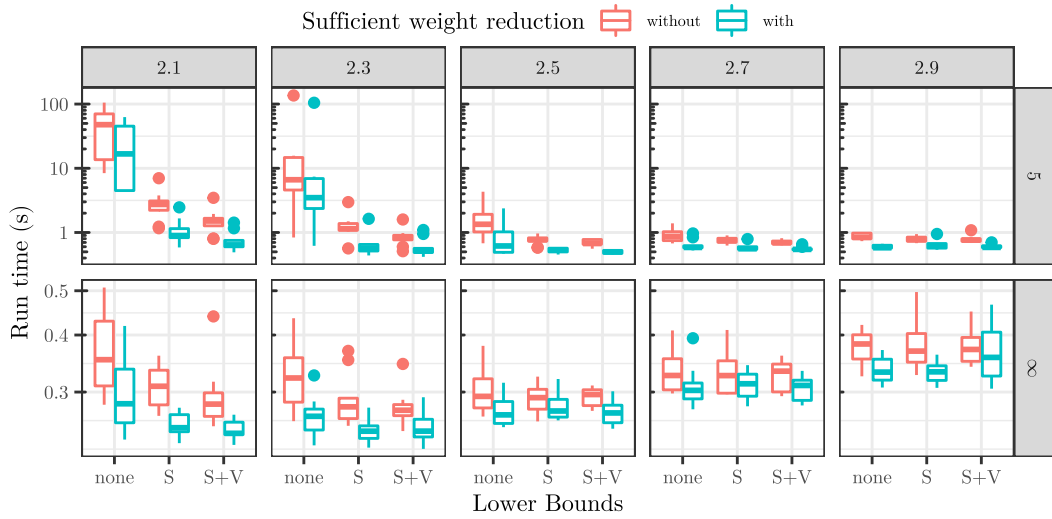 Sufficient weight reduction without with
2.1 2.3 2.5 2.7 2.9
100
10
1
5
Run time (s)
0.5
0.4
0.3
∞
none S S+V none S S+V none S S+V none S S+V none S S+V
Lower Bounds